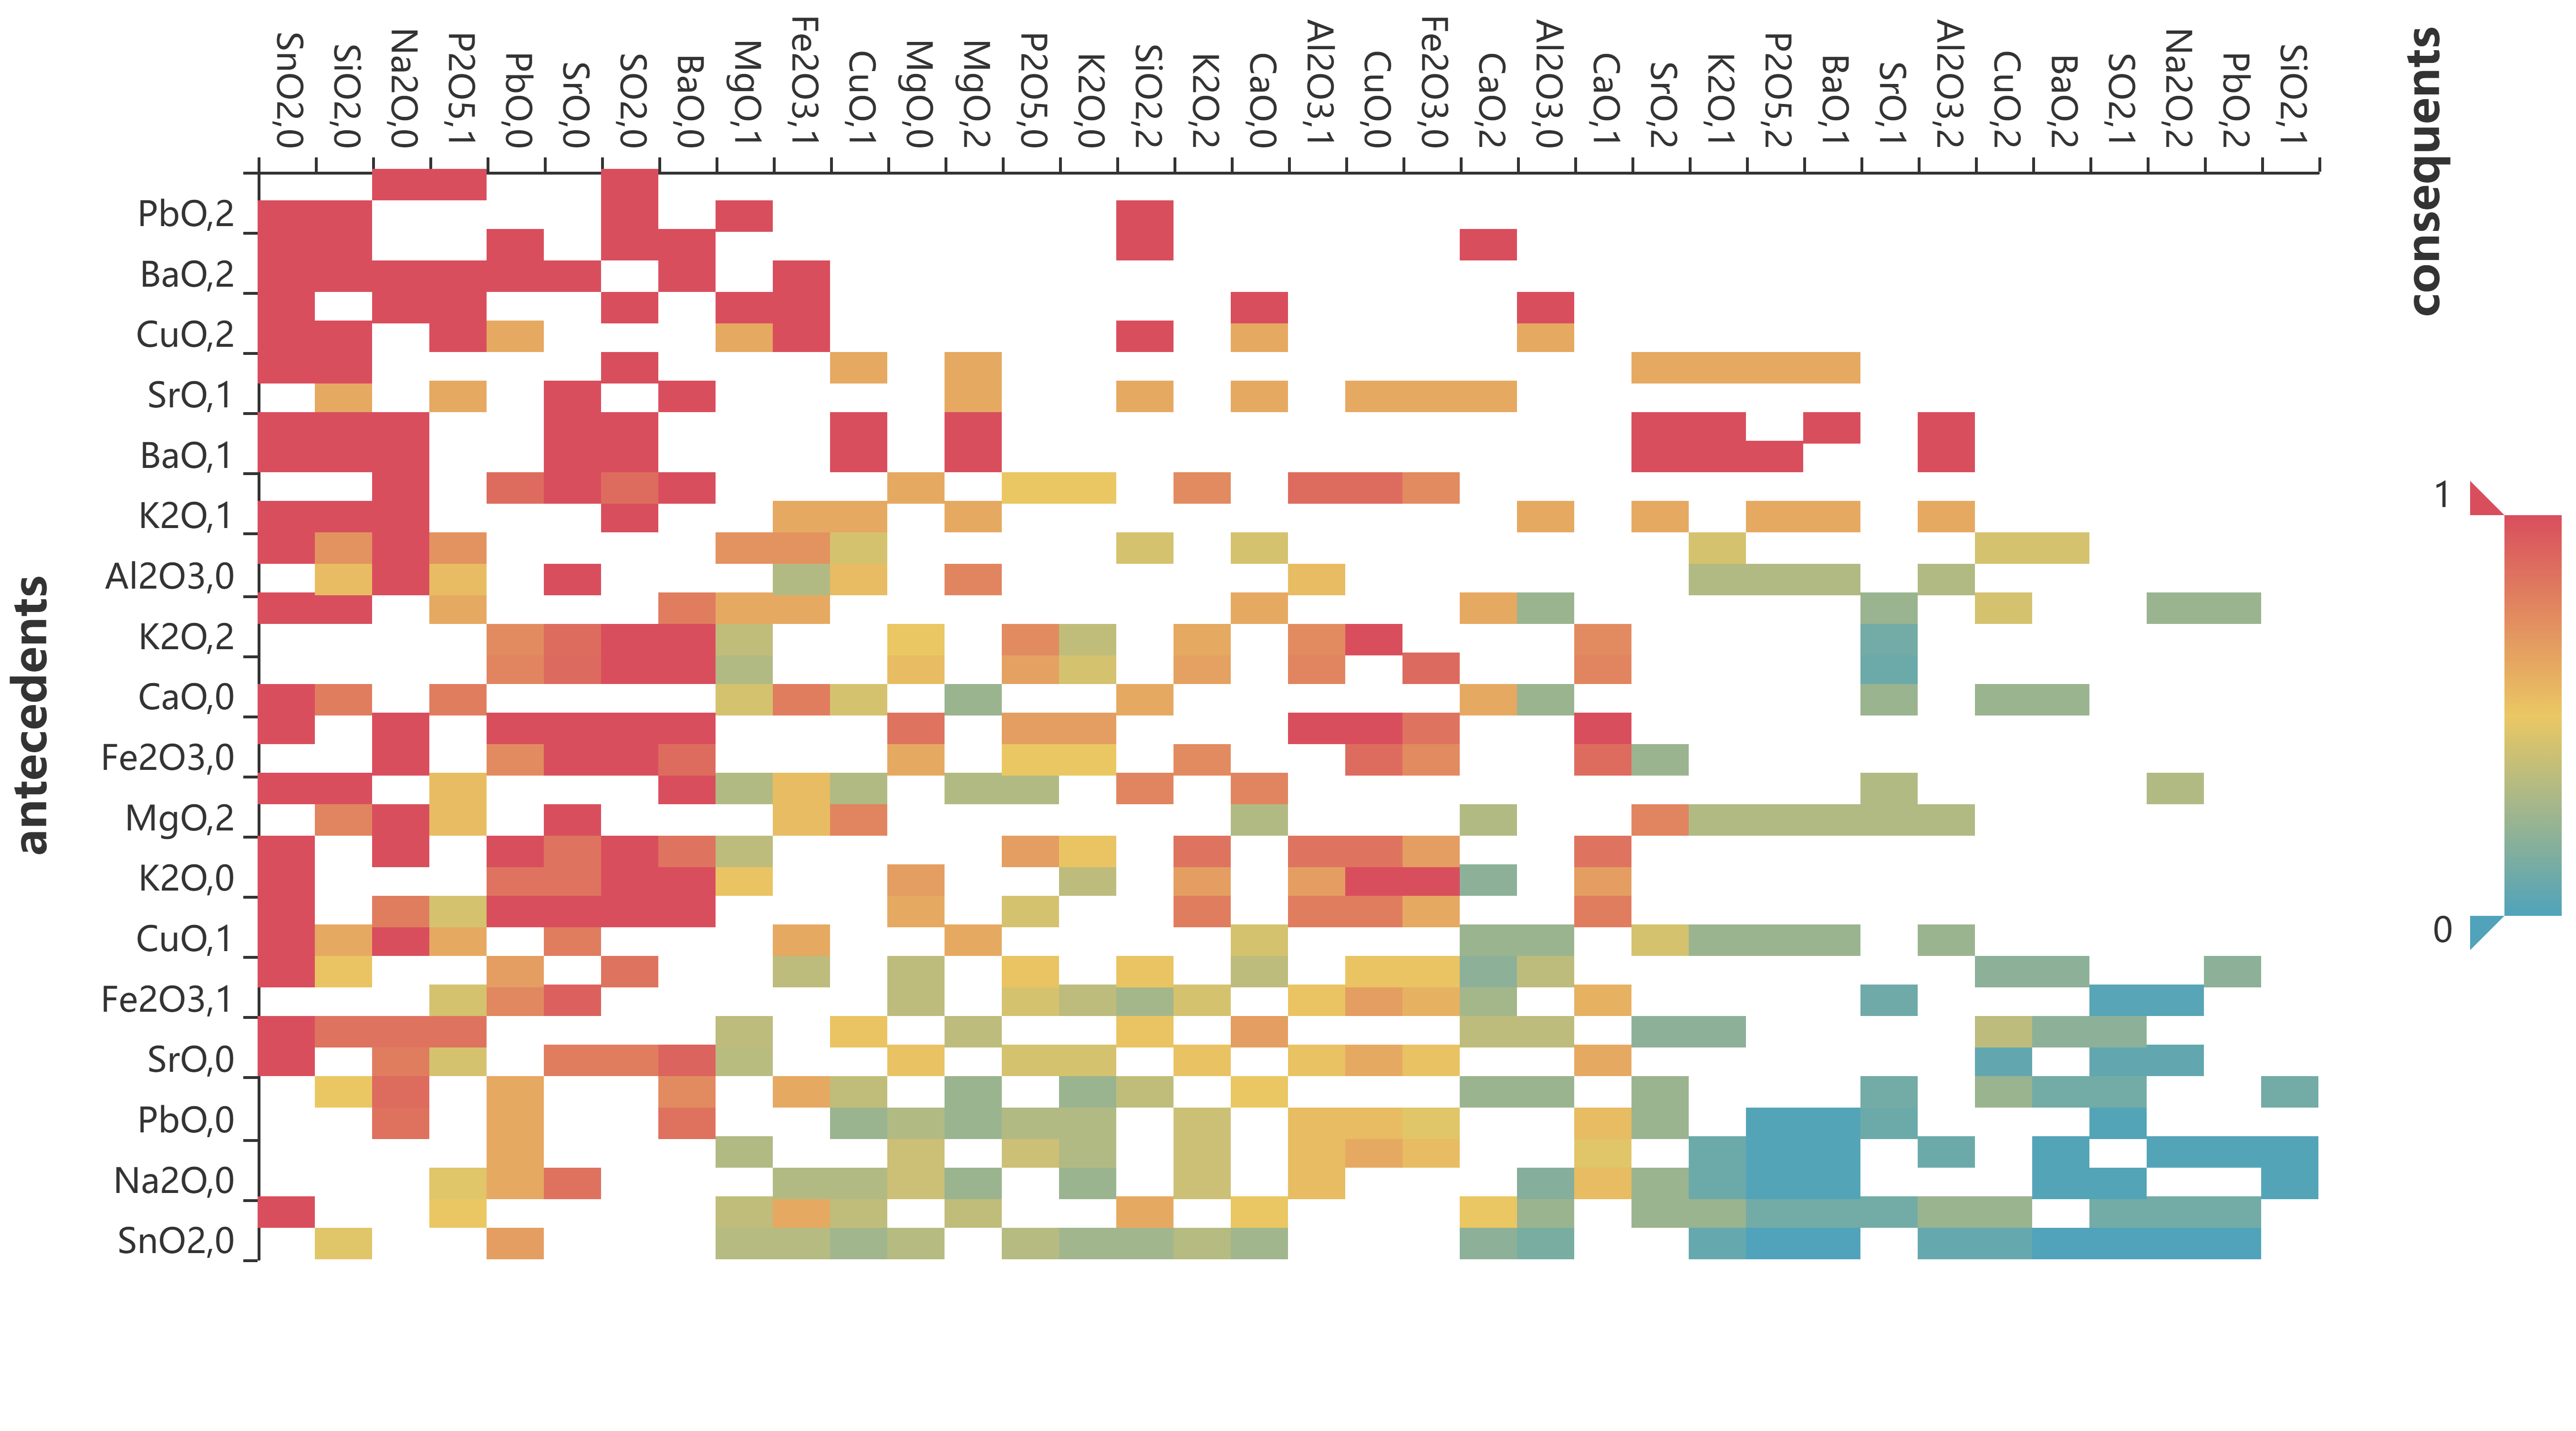 SnO2,0
SiO2,0
Na2O,0
P2O5,1
PbO,0
SrO,0
SO2,0
BaO,0
MgO,1
Fe2O3,1
CuO,1
MgO,0
MgO,2
P2O5,0
K2O,0
SiO2,2
K2O,2
CaO,0
Al2O3,1
CuO,0
Fe2O3,0
CaO,2
Al2O3,0
CaO,1
SrO,2
K2O,1
P2O5,2
BaO,1
SrO,1
Al2O3,2
CuO,2
BaO,2
SO2,1
Na2O,2
PbO,2
SiO2,1
consequents
PbO,2
BaO,2
CuO,2
SrO,1
BaO,1
K2O,1
Al2O3,0
K2O,2
CaO,0
Fe2O3,0
MgO,2
K2O,0
CuO,1
Fe2O3,1
SrO,0
PbO,0
Na2O,0
SnO2,0
antecedents
1
0